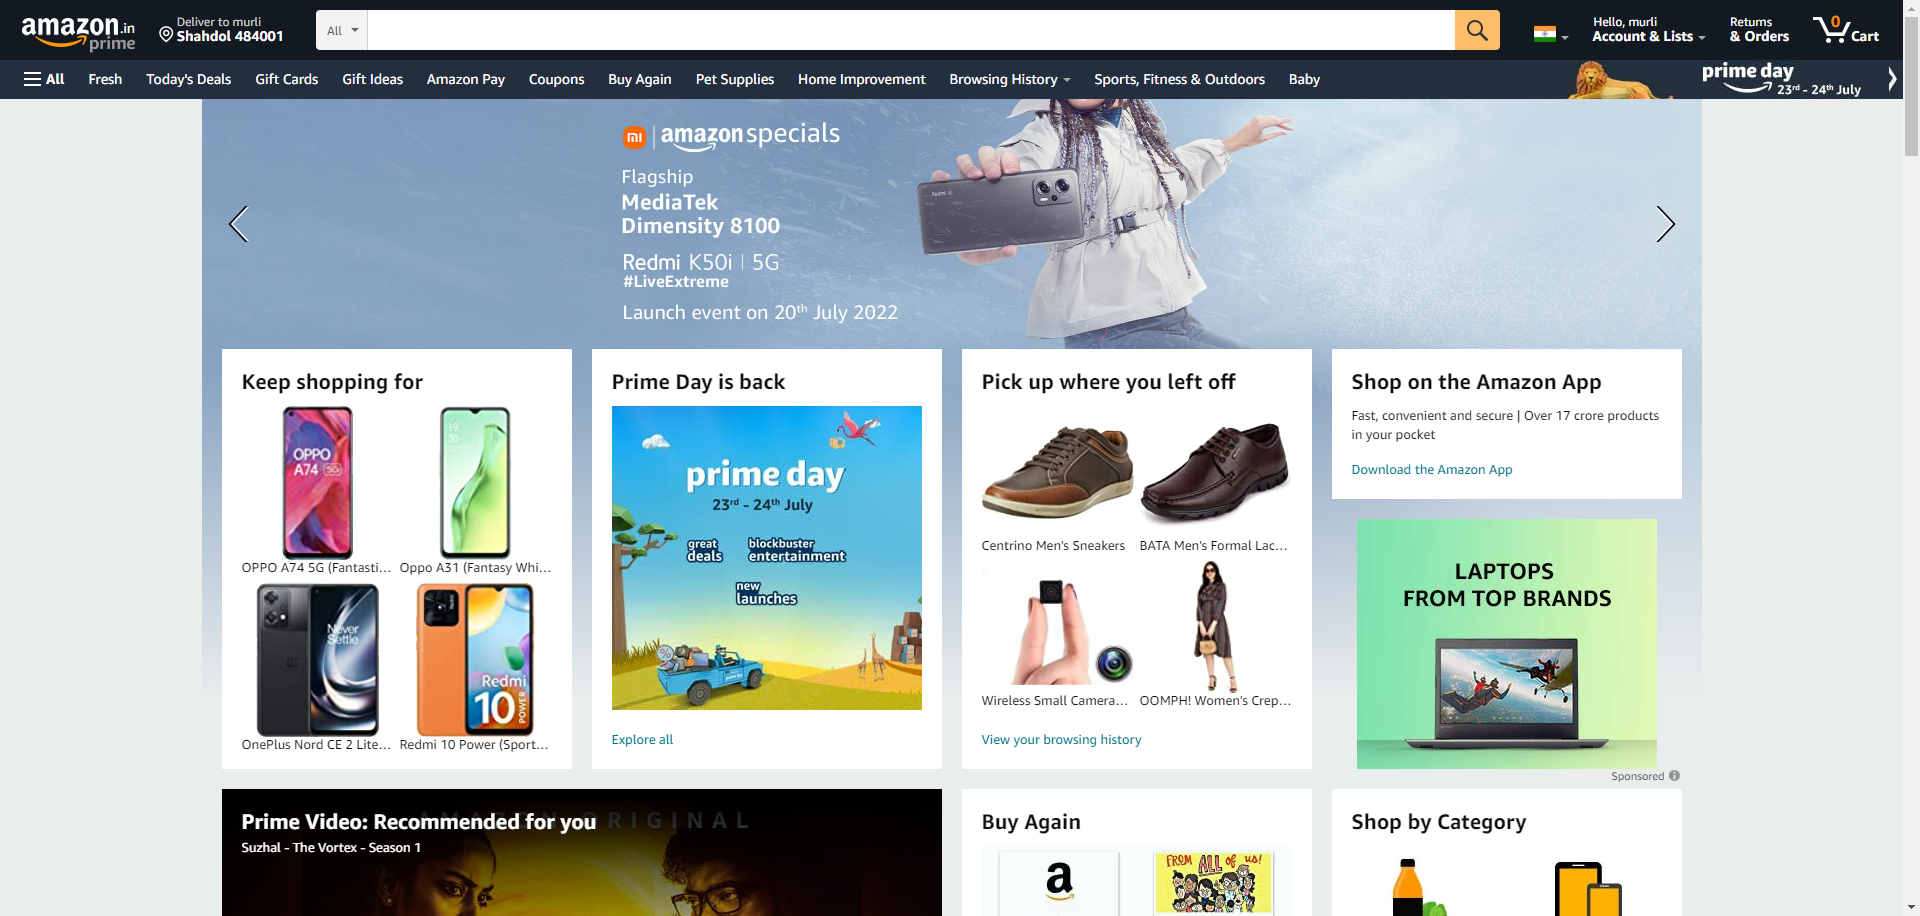 amazon.in
prime
Deliver to murli
Shahdol 484001
All
Hello, murli
Account & Lists
Returns
& Orders
0
Cart
All
Fresh
Today's Deals
Gift Cards
Gift Ideas
Amazon Pay
Coupons
Buy Again
Pet Supplies
Home Improvement
Browsing History
Sports, Fitness & Outdoors
Baby
prime day
23rd - 24th July
mi | amazonspecials
Flagship
MediaTek
Dimensity 8100
Redmi K50i | 5G
#LiveExtreme
Launch event on 20th July 2022
Redmi
Keep shopping for
OPPO
A74 5G
19
30
OPPO A74 5G (Fantasti...
Oppo A31 (Fantasy Whi...
Never
Settle
Redmi
10
POWER
OnePlus Nord CE 2 Lite...
Redmi 10 Power (Sport...
Prime Day is back
prime day
23rd - 24th July
great
deals
blockbuster
entertainment
new
launches
%
prime day
Explore all
Pick up where you left off
Centrino Men's Sneakers
BATA Men's Formal Lac...
Wireless Small Camera...
OOMPH! Women's Crep...
View your browsing history
Shop on the Amazon App
Fast, convenient and secure | Over 17 crore products
in your pocket
Download the Amazon App
LAPTOPS
FROM TOP BRANDS
Sponsored
Prime Video: Recommended for you
Suzhal - The Vortex - Season 1
ORIGINAL
Buy Again
a
FROM ALL of us!
Shop by Category